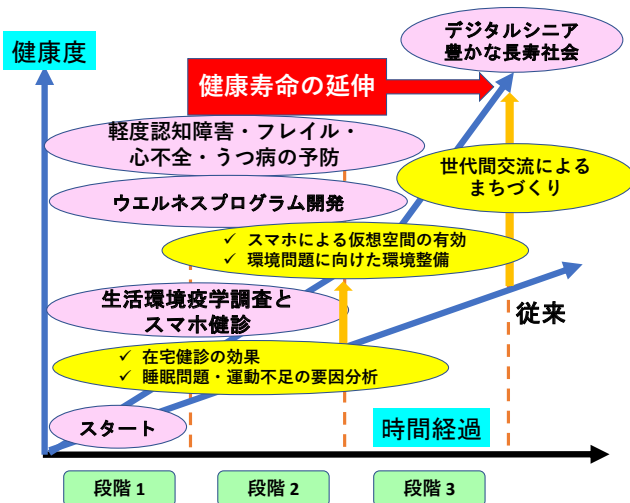 デジタルシニア
豊かな長寿社会
健康度
健康寿命の延伸
軽度認知障害・フレイル・
心不全・うつ病の予防
世代間交流による
まちづくり
ウエルネスプログラム開発
✓ スマホによる仮想空間の有効
✓ 環境問題に向けた環境整備
生活環境疫学調査と
スマホ健診
従来
✓ 在宅健診の効果
✓ 睡眠問題・運動不足の要因分析
スタート
時間経過
段階 1
段階 2
段階 3